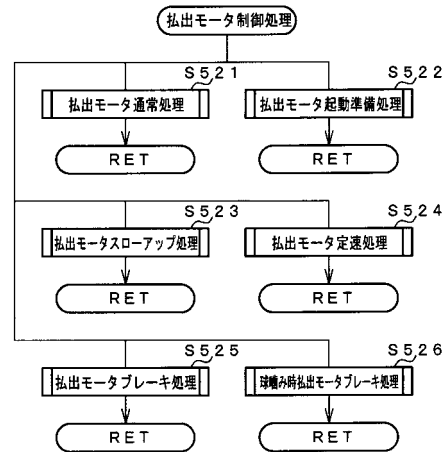 払出モータ制御処理
S521
払出モータ通常処理
RET
S522
払出モータ起動準備処理
RET
S523
払出モータスローアップ処理
RET
S524
払出モータ定速処理
RET
S525
払出モータブレーキ処理
RET
S526
球噛み時払出モータブレーキ処理
RET